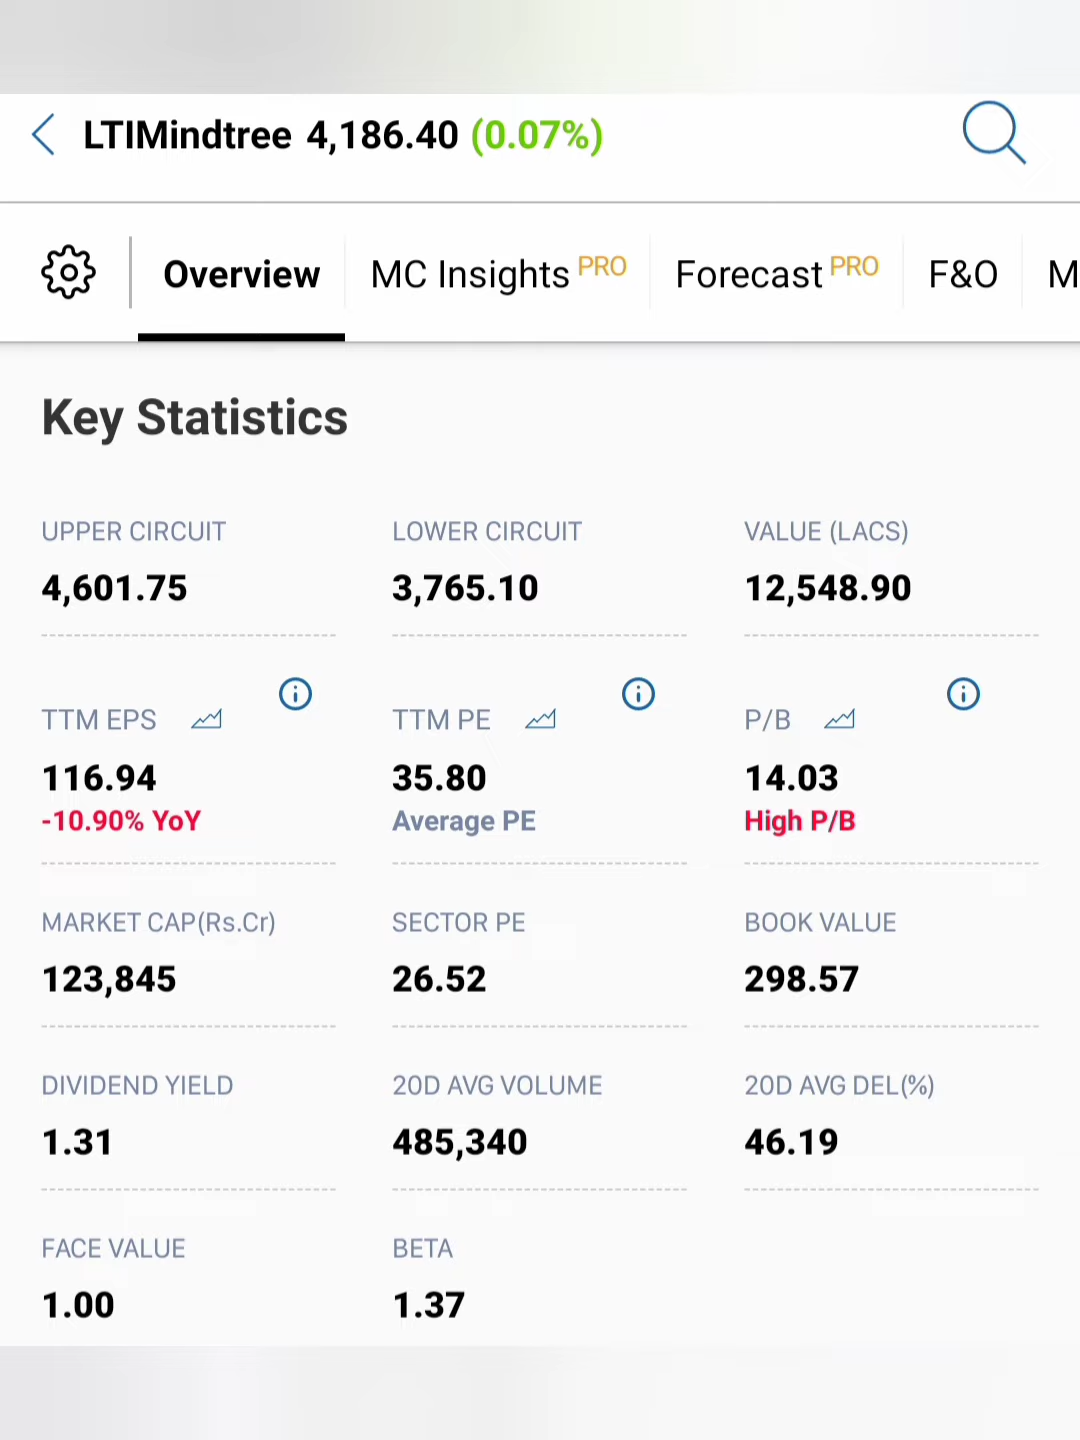 LTIMindtree 4,186.40 (0.07%)
Overview MC Insights PRO Forecast PRO F&O M
Key Statistics
UPPER CIRCUIT LOWER CIRCUIT VALUE (LACS)
4,601.75 3,765.10 12,548.90
TTM EPS TTM PE P/B
116.94 35.80 14.03
-10.90% YoY Average PE High P/B
MARKET CAP(Rs.Cr) SECTOR PE BOOK VALUE
123,845 26.52 298.57
DIVIDEND YIELD 20D AVG VOLUME 20D AVG DEL(%)
1.31 485,340 46.19
FACE VALUE BETA
1.00 1.37